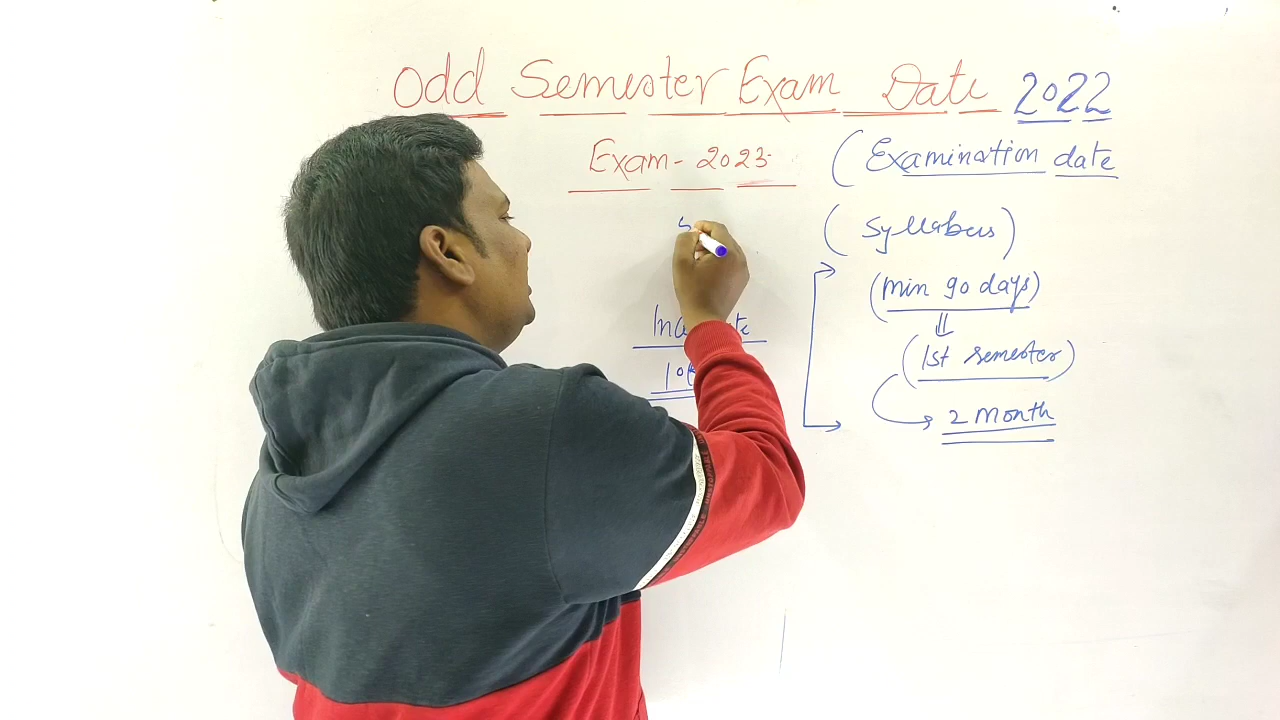 Odd Semester Exam Date 2022
Exam - 2023
(Examination date
(Syllabus)
(min 90 days)
(1st semester)
2 Month